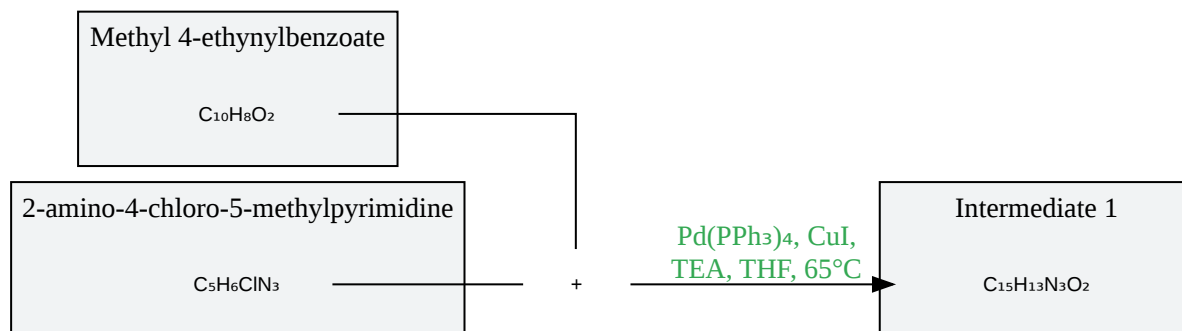 Methyl 4-ethynylbenzoate
C₁₀H₈O₂
2-amino-4-chloro-5-methylpyrimidine
C₅H₆ClN₃
+
Pd(PPh₃)₄, CuI,
TEA, THF, 65°C
Intermediate 1
C₁₅H₁₃N₃O₂